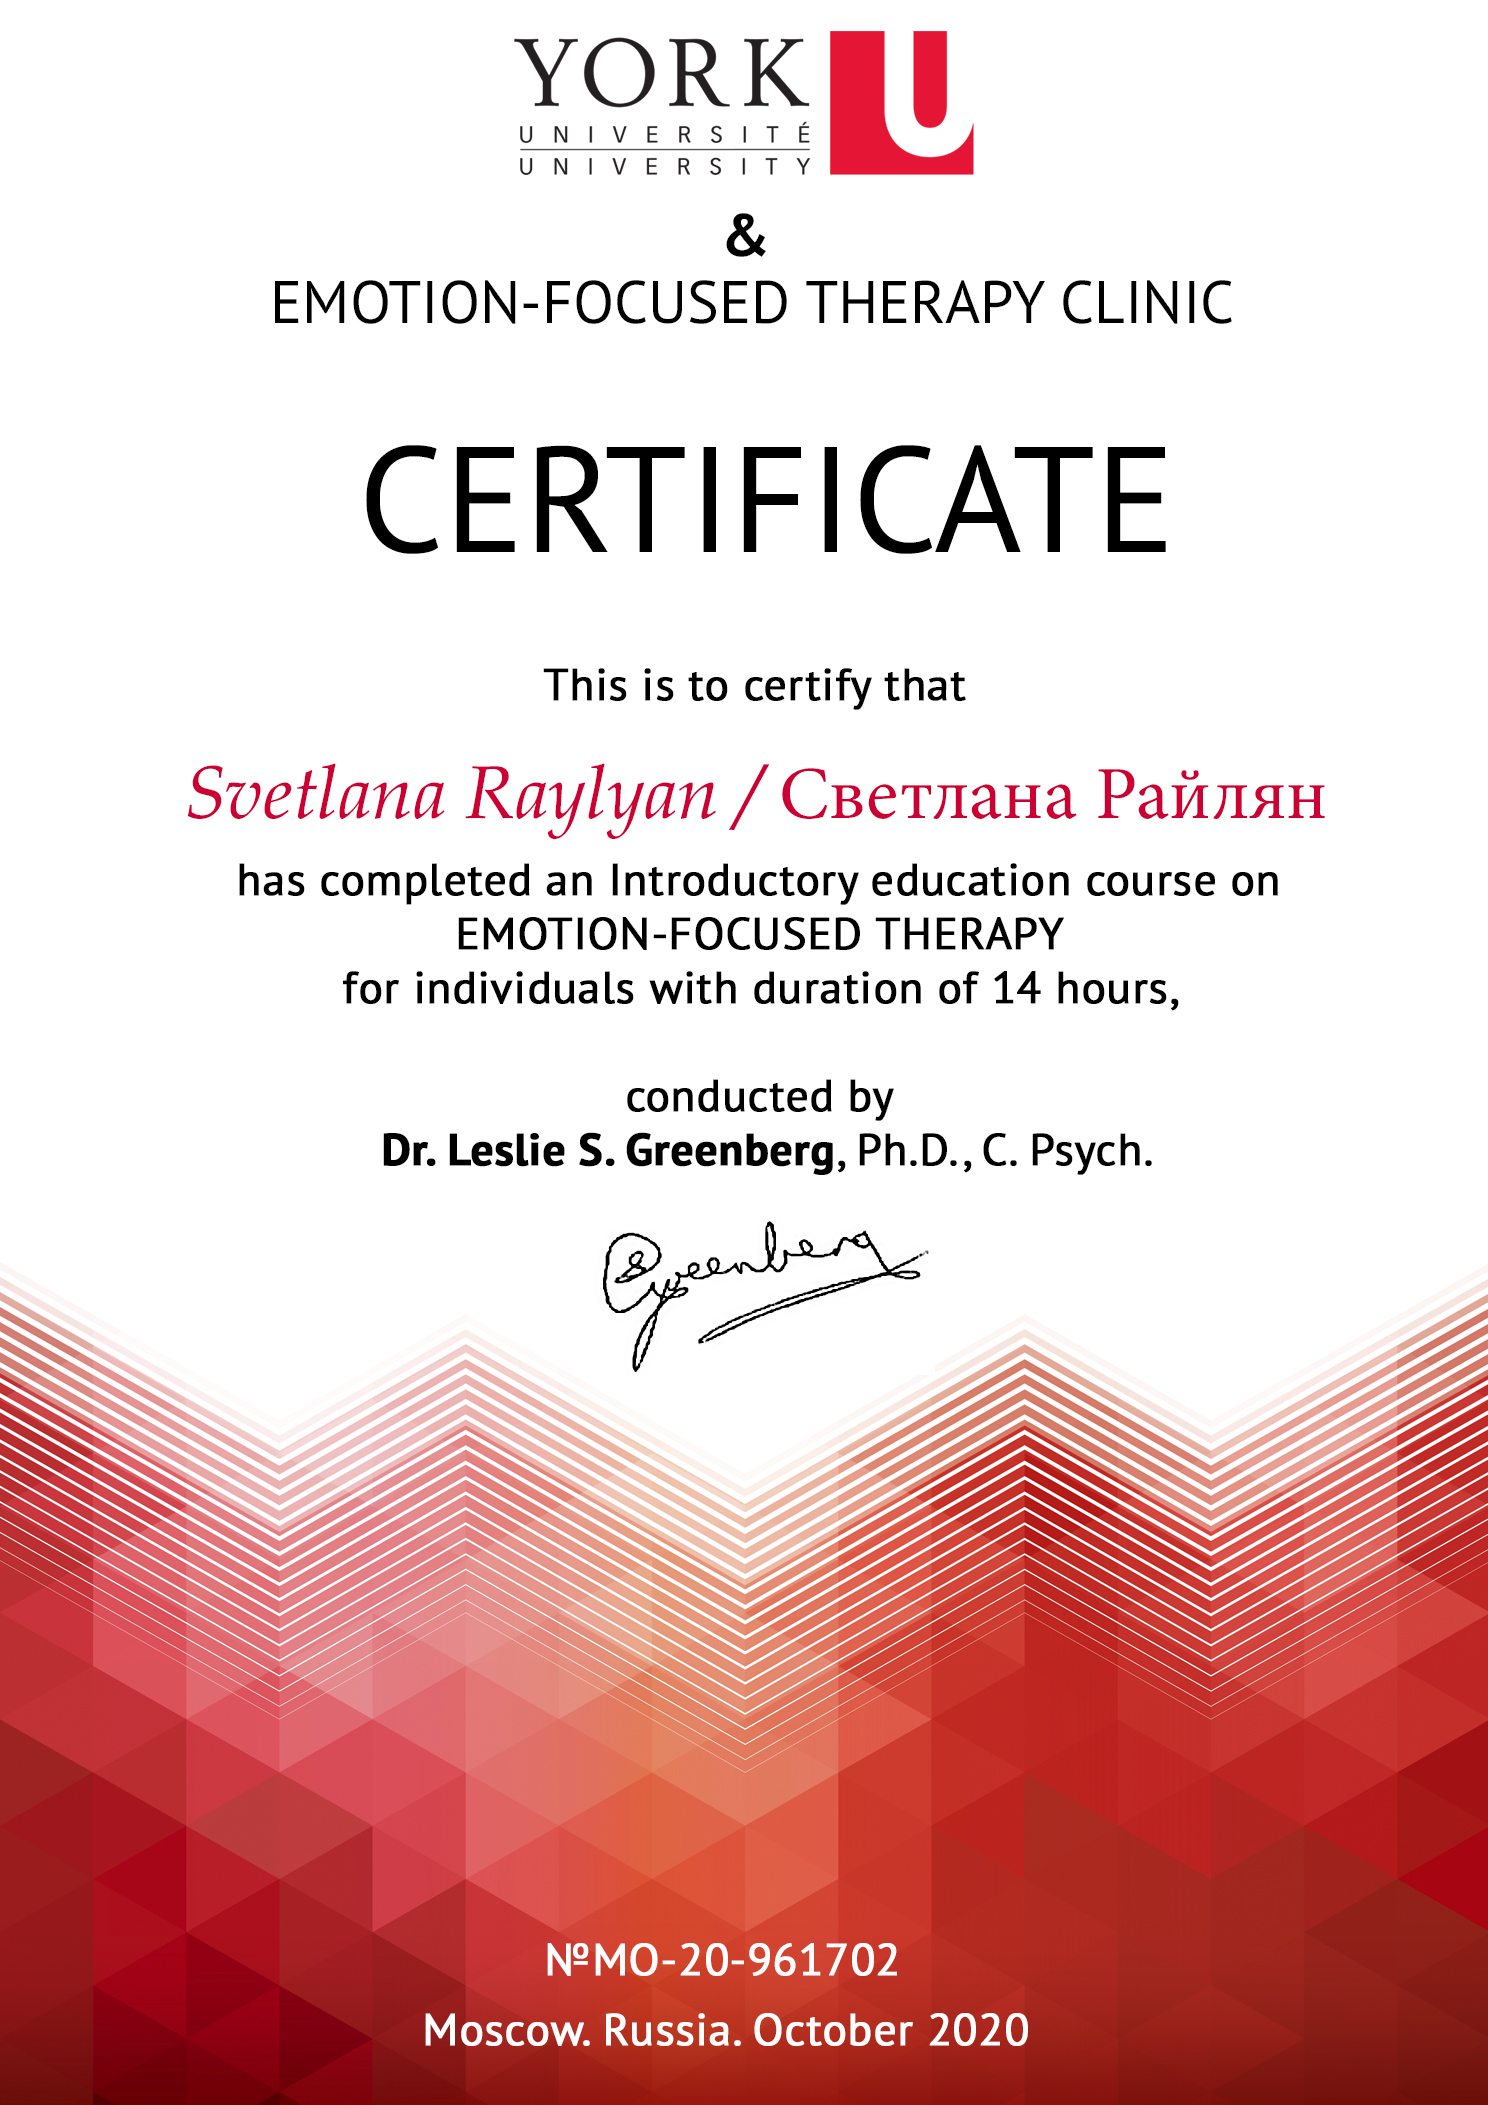 YORK U
UNIVERSITÉ
UNIVERSITY
&
EMOTION-FOCUSED THERAPY CLINIC
CERTIFICATE
This is to certify that
Svetlana Raylyan / Светлана Райлян
has completed an Introductory education course on
EMOTION-FOCUSED THERAPY
for individuals with duration of 14 hours,
conducted by
Dr. Leslie S. Greenberg, Ph.D., C. Psych.
Greenberg
№MO-20-961702
Moscow. Russia. October 2020